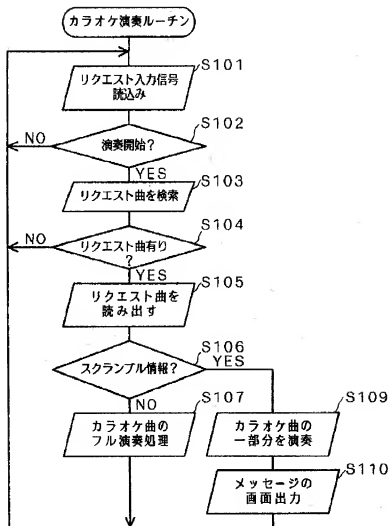 カラオケ演奏ルーチン
S101
リクエスト入力信号
読込み
S102
NO
演奏開始?
YES
S103
リクエスト曲を検索
S104
NO
リクエスト曲有り
?
YES
S105
リクエスト曲を
読み出す
S106
スクランブル情報?
YES
NO
S107
カラオケ曲の
フル演奏処理
S109
カラオケ曲の
一部分を演奏
S110
メッセージの
画面出力